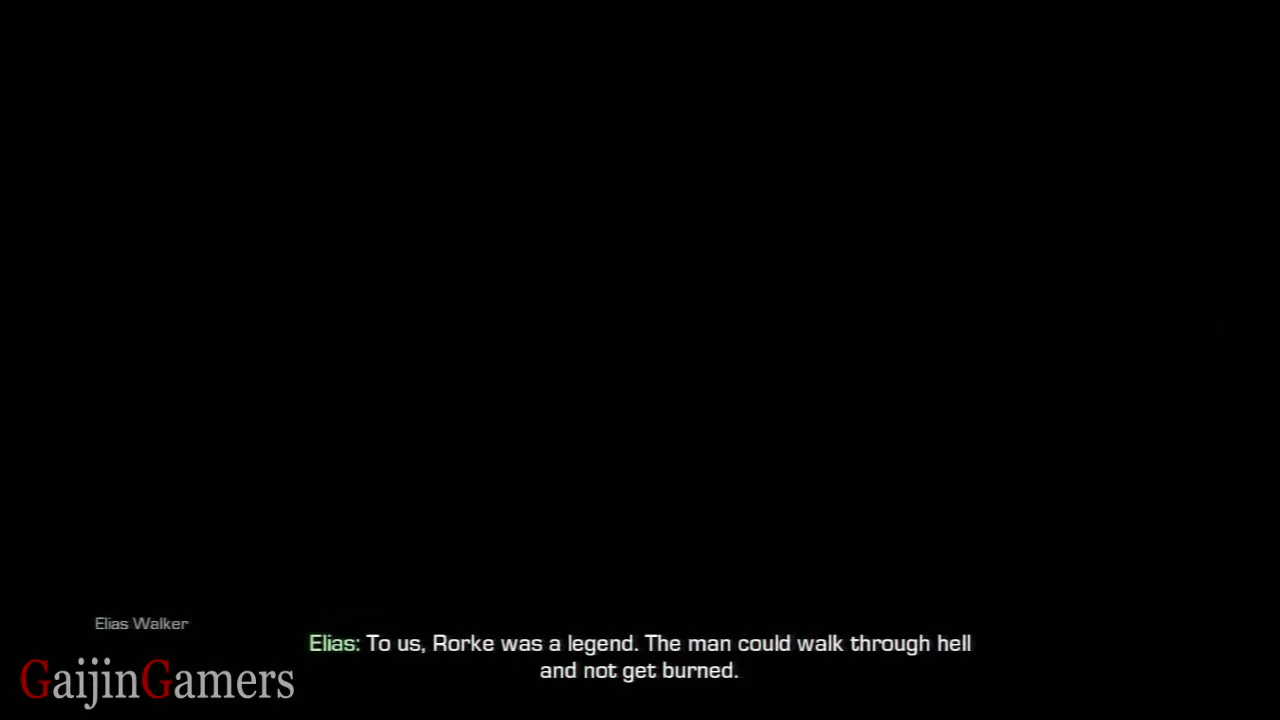 Elias Walker
Elias: To us, Rorke was a legend. The man could walk through hell
and not get burned.
GaijinGamers